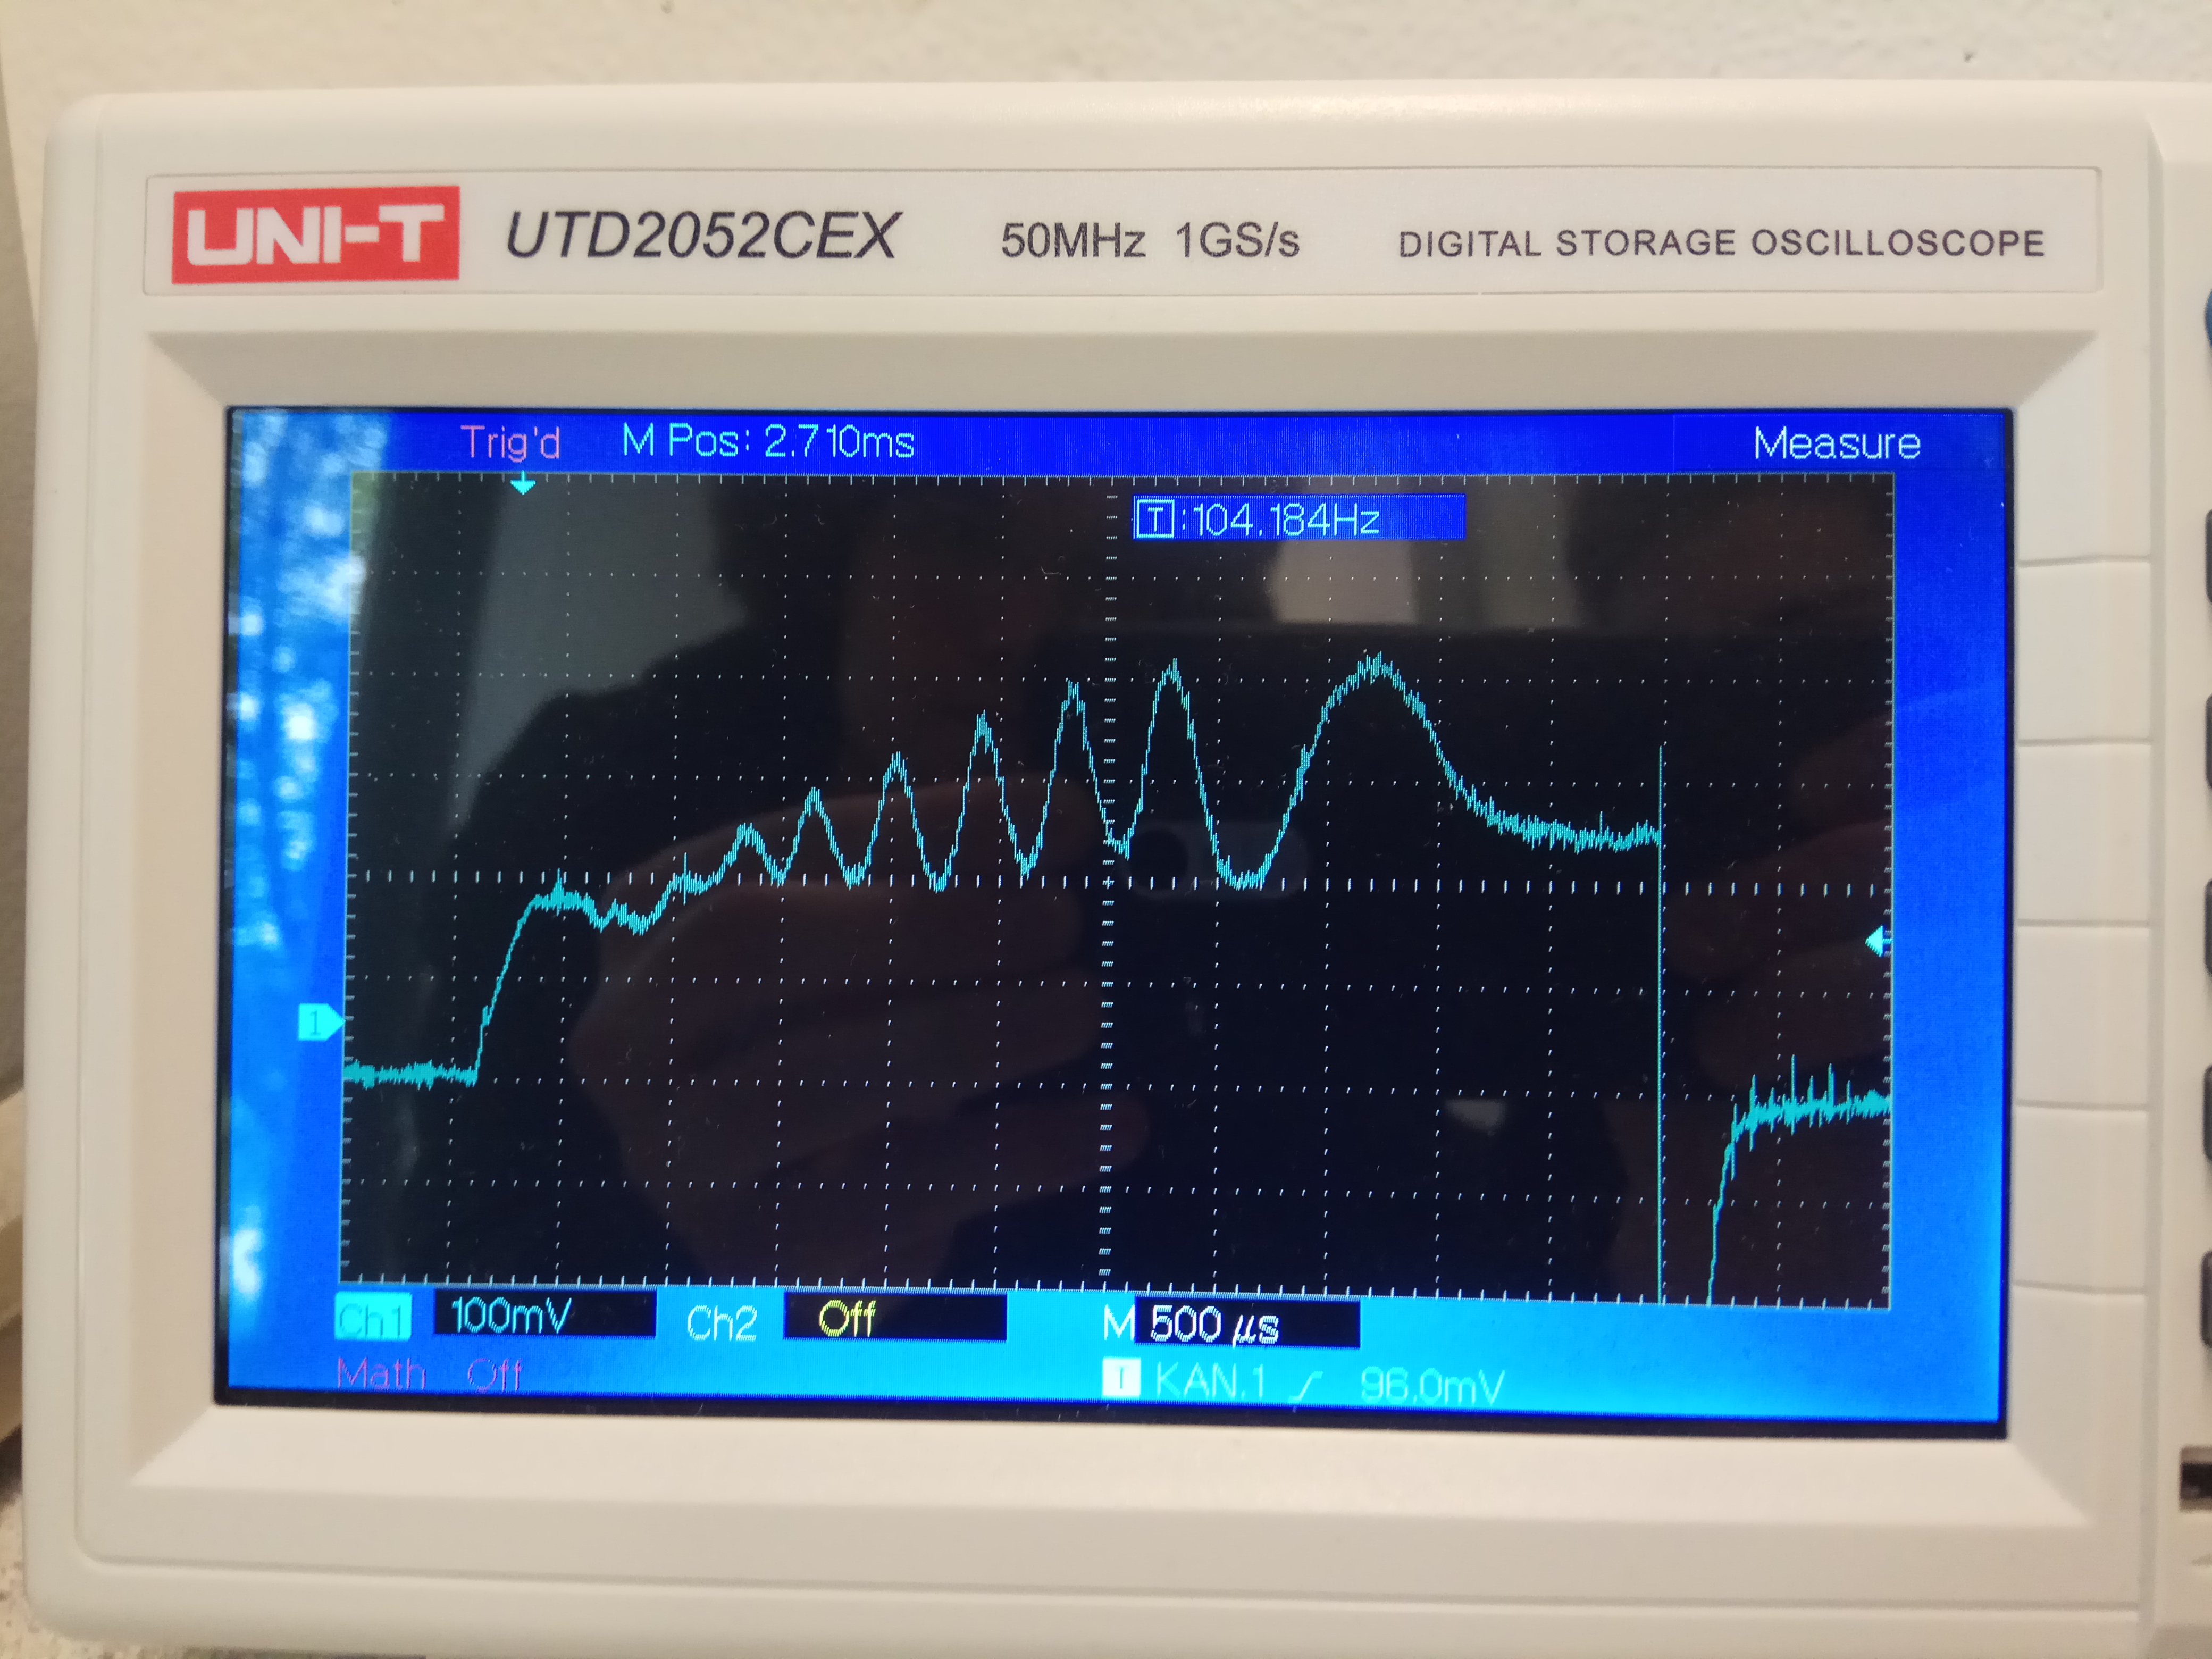 UNI-T UTD2052CEX 50MHz 1GS/s DIGITAL STORAGE OSCILLOSCOPE
Trig'd M Pos: 2.710ms Measure
T :104.184Hz
1
Ch1 100mV Ch2 Off M 500 µs
Math Off T KAN.1 96.0mV